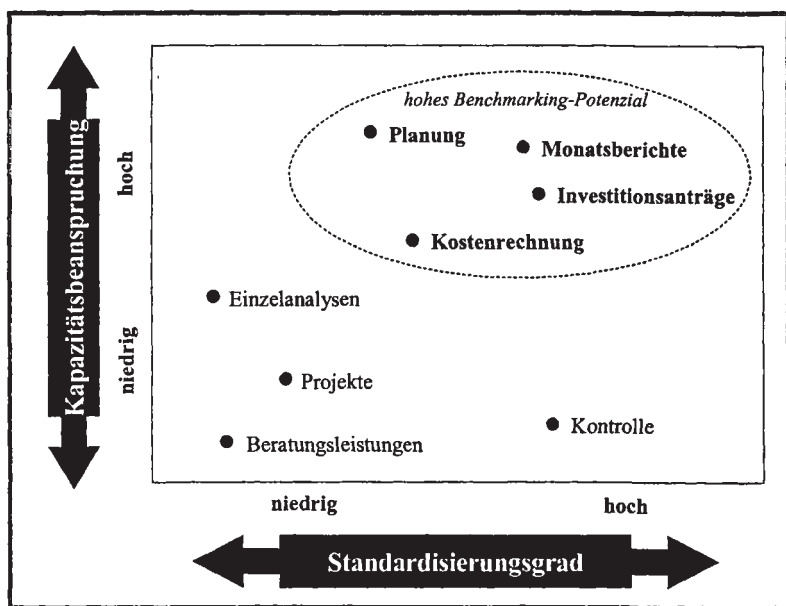 hohes Benchmarking-Potenzial
Planung
Monatsberichte
Investitionsanträge
Kostenrechnung
Einzelanalysen
Projekte
Kontrolle
Beratungsleistungen
Kapazitätsbeanspruchung
hoch
niedrig
niedrig
hoch
Standardisierungsgrad